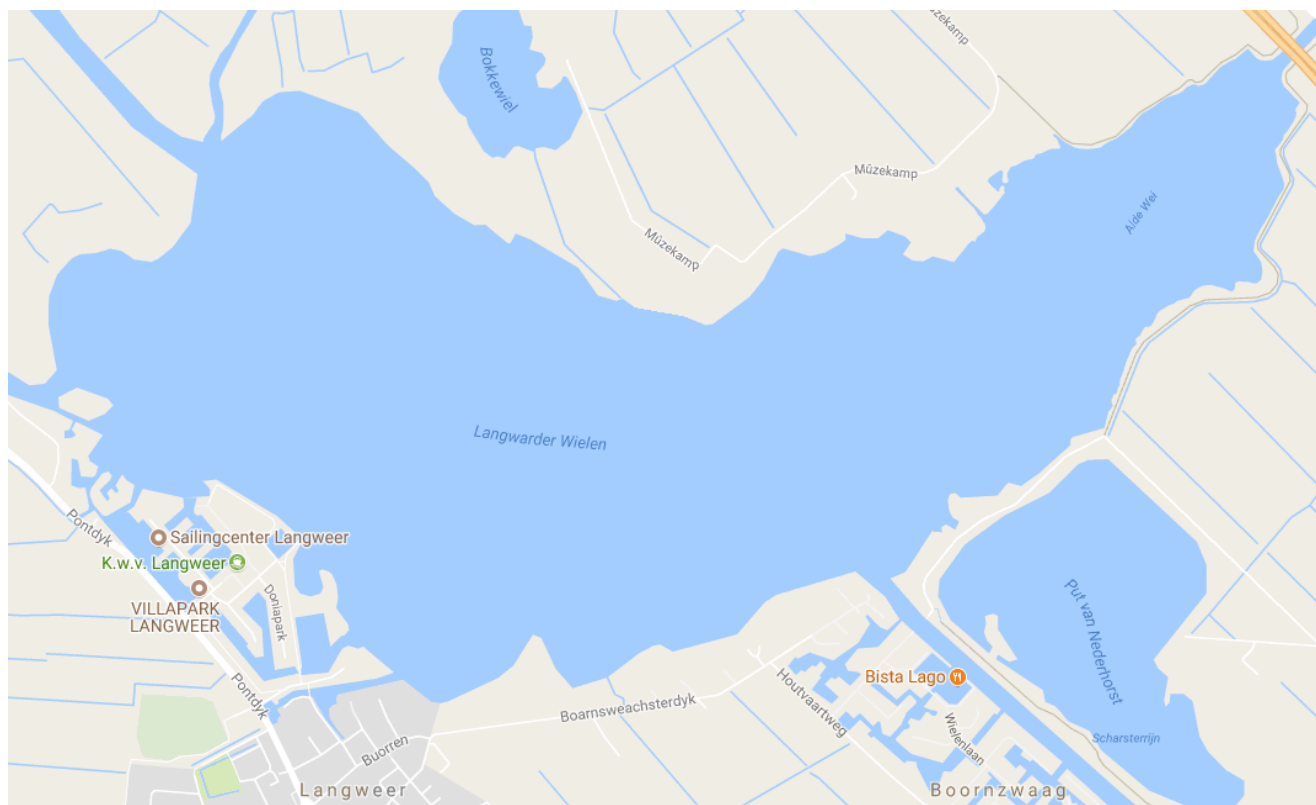 Mûzekamp
Bokkewiel
Mûzekamp
Alde Wei
Mûzekamp
Langwarder Wielen
Pontdyk
Sailingcenter Langweer
K.w.v. Langweer
VILLAPARK
LANGWEER
Doniapark
Put van Nederhorst
Pontdyk
Bista Lago
Houtvaartweg
Boarnsweachsterdyk
Wielenlaan
Scharsterrijn
Buorren
Langweer
Boornzwaag